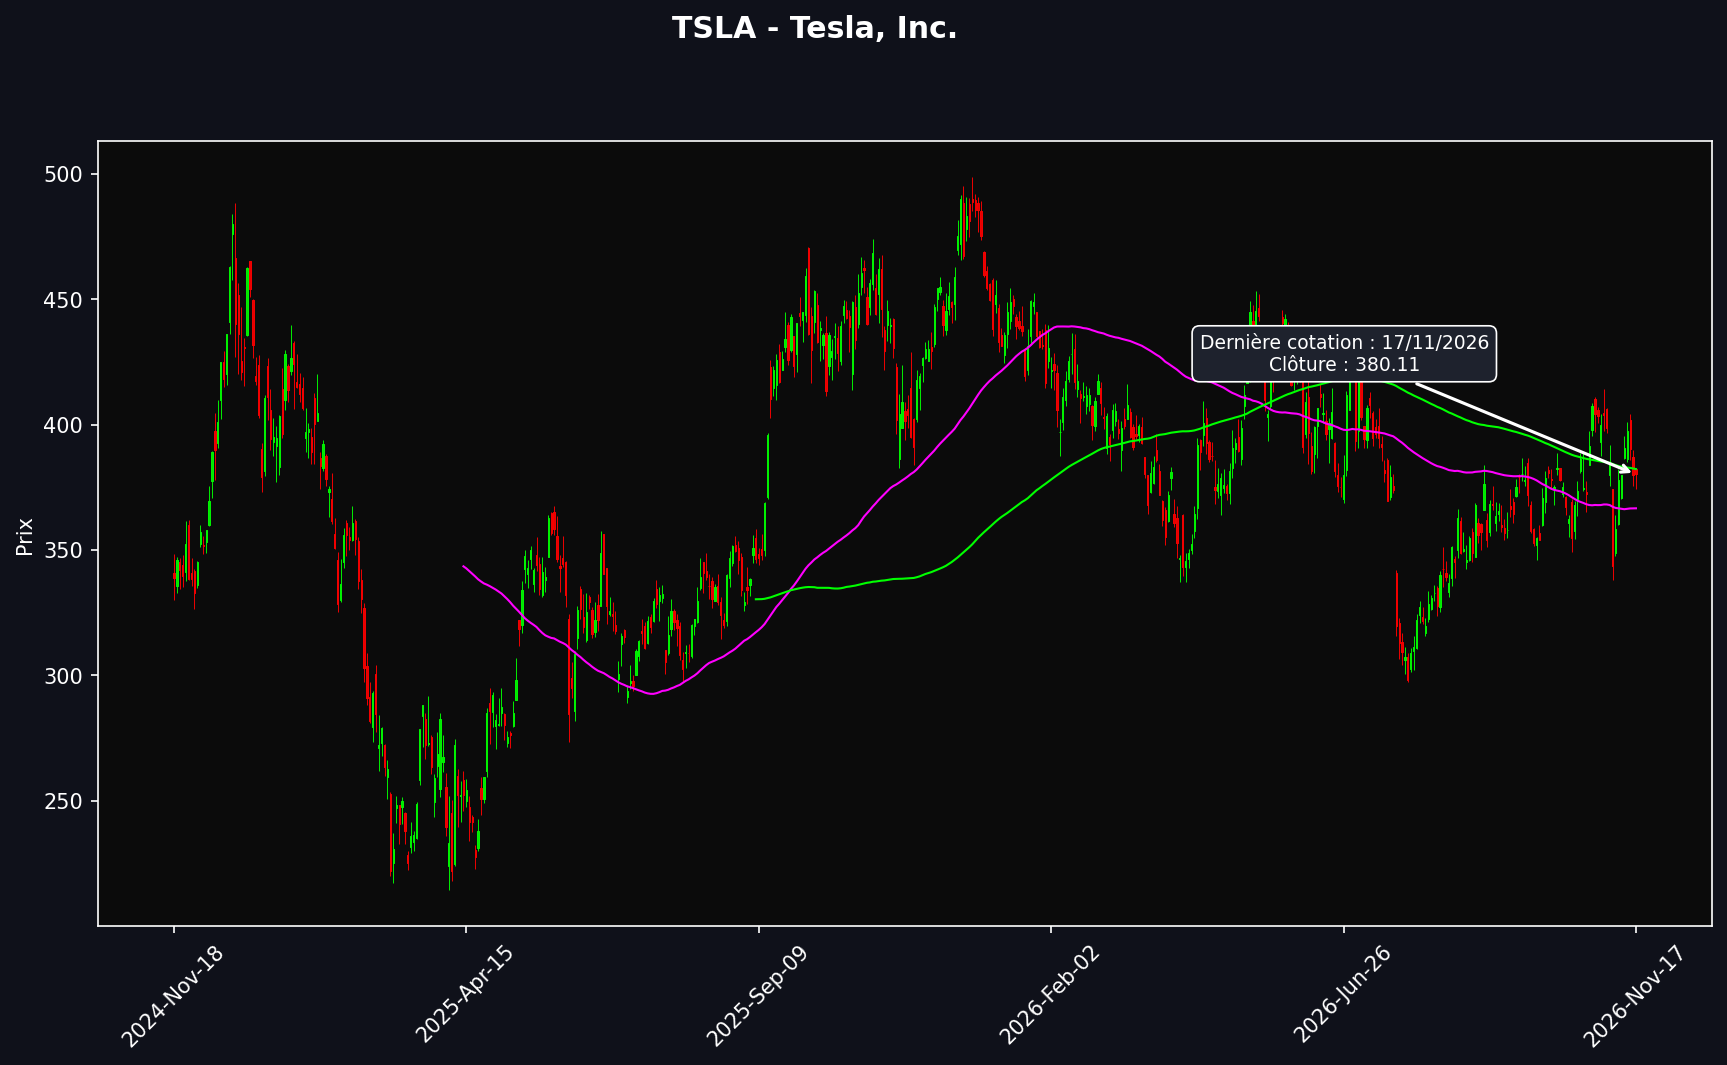 TSLA - Tesla, Inc.
500
450
400
350
300
250
Prix
Dernière cotation : 17/11/2026
Clôture : 380.11
2024-Nov-18
2025-Apr-15
2025-Sep-09
2026-Feb-02
2026-Jun-26
2026-Nov-17